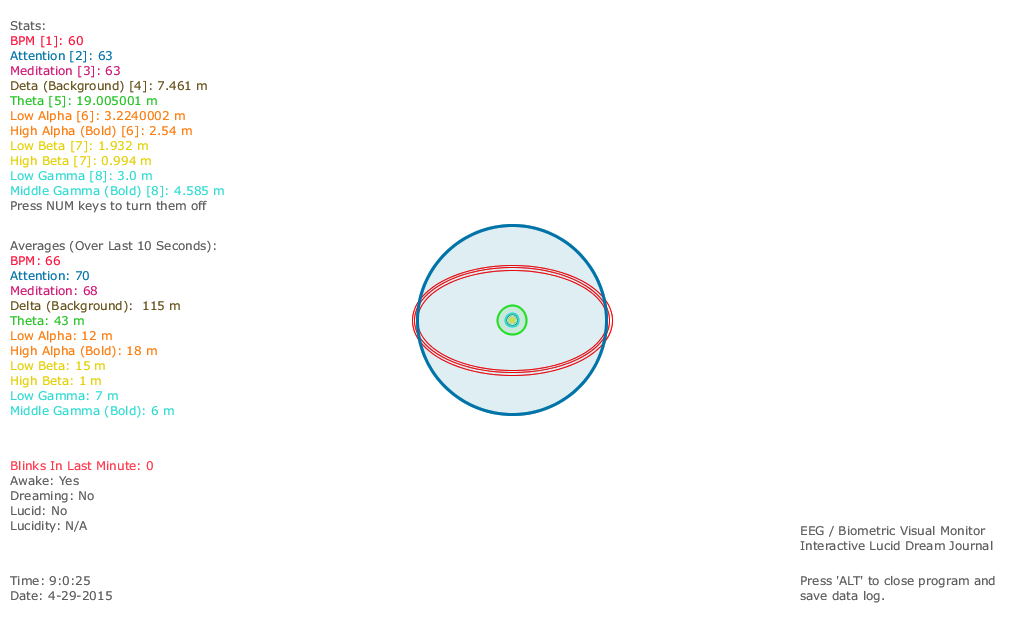 Stats:
BPM [1]: 60
Attention [2]: 63
Meditation [3]: 63
Deta (Background) [4]: 7.461 m
Theta [5]: 19.005001 m
Low Alpha [6]: 3.2240002 m
High Alpha (Bold) [6]: 2.54 m
Low Beta [7]: 1.932 m
High Beta [7]: 0.994 m
Low Gamma [8]: 3.0 m
Middle Gamma (Bold) [8]: 4.585 m
Press NUM keys to turn them off
Averages (Over Last 10 Seconds):
BPM: 66
Attention: 70
Meditation: 68
Delta (Background):  115 m
Theta: 43 m
Low Alpha: 12 m
High Alpha (Bold): 18 m
Low Beta: 15 m
High Beta: 1 m
Low Gamma: 7 m
Middle Gamma (Bold): 6 m
Blinks In Last Minute: 0
Awake: Yes
Dreaming: No
Lucid: No
Lucidity: N/A
Time: 9:0:25
Date: 4-29-2015
EEG / Biometric Visual Monitor
Interactive Lucid Dream Journal
Press 'ALT' to close program and
save data log.